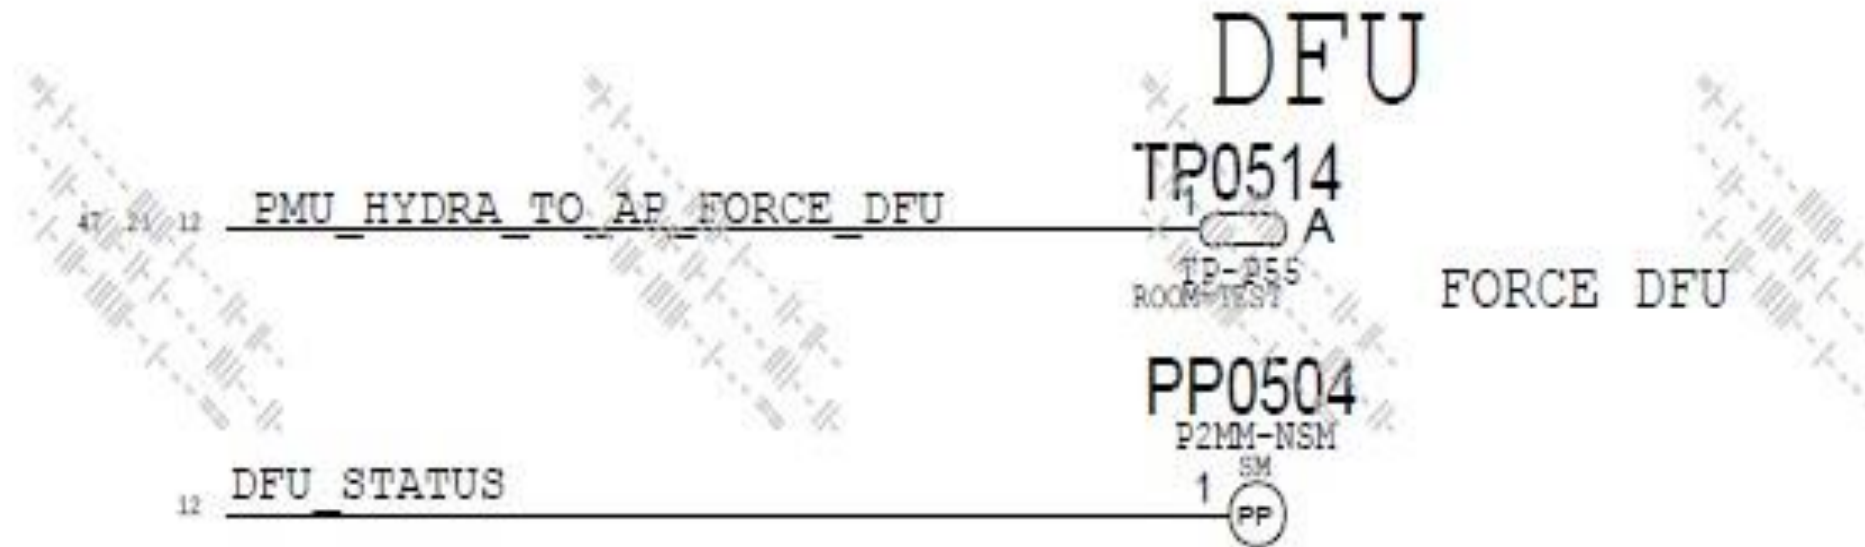 DFU
TP0514
47 21 12 PMU_HYDRA_TO_AP_FORCE_DFU 1 A
TP-P55
ROOM=TEST
FORCE DFU
PP0504
P2MM-NSM
SM
12 DFU_STATUS 1 PP